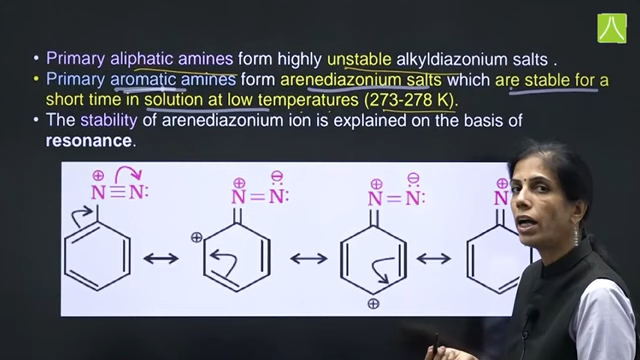 • Primary aliphatic amines form highly unstable alkyldiazonium salts .
• Primary aromatic amines form arenediazonium salts which are stable for a
short time in solution at low temperatures (273-278 K).
• The stability of arenediazonium ion is explained on the basis of
resonance.
⊕ ⊕ ⊖ ⊕ ⊖ ⊕
N≡N: N=N: N=N: N
⊕
⊕